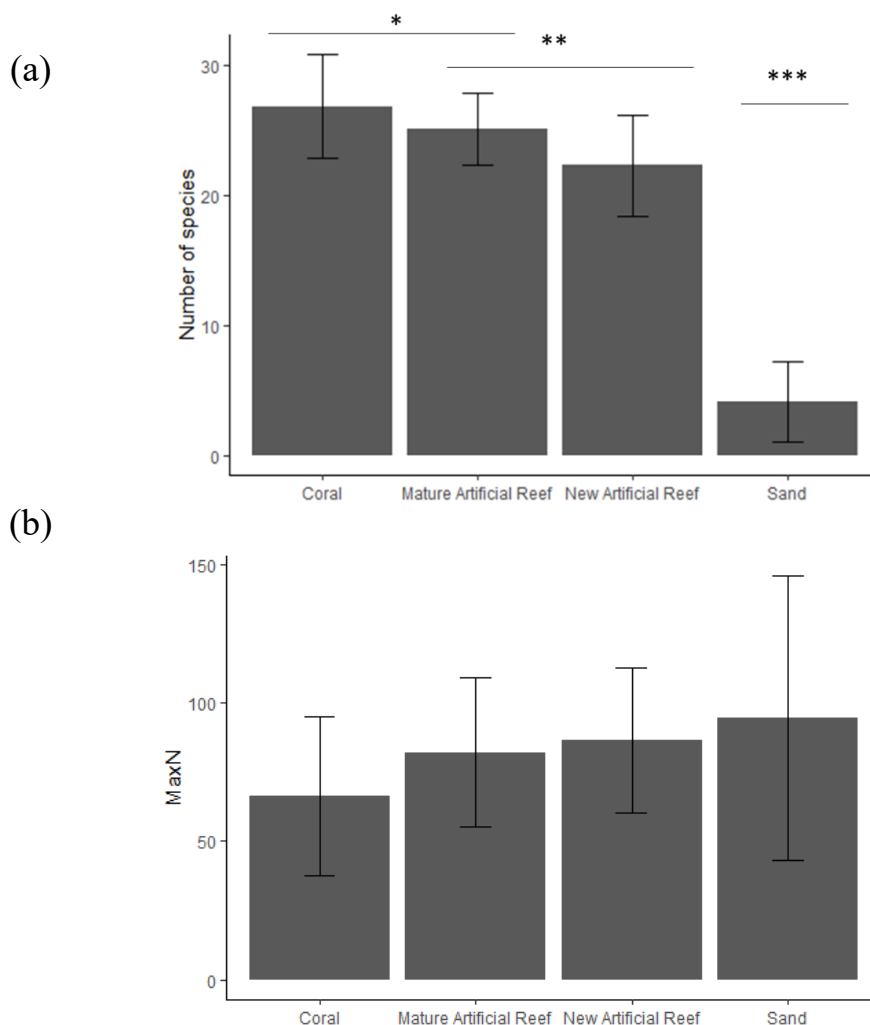 (a)
*
**
***
30
20
10
0
Number of species
Coral Mature Artificial Reef New Artificial Reef Sand
(b)
150
100
50
0
MaxN
Coral Mature Artificial Reef New Artificial Reef Sand